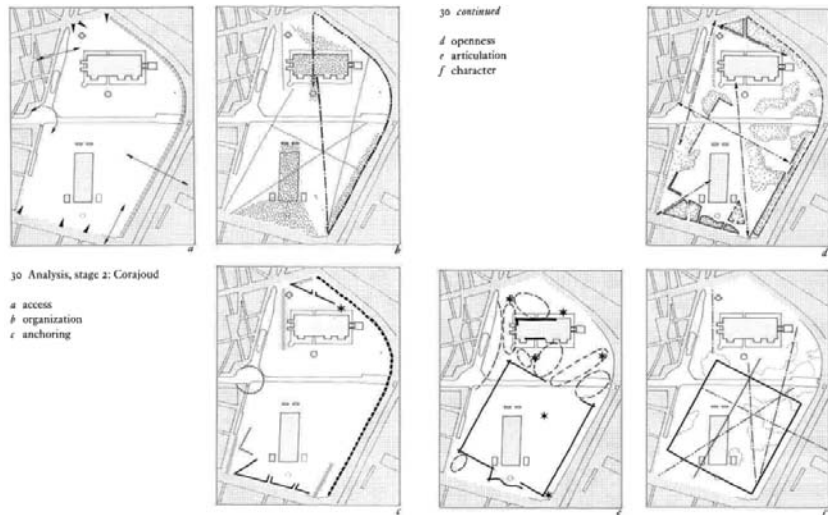 30 continued
d openness
e articulation
f character
a
b
d
30 Analysis, stage 2: Corajoud
a access
b organization
c anchoring
c
e
f